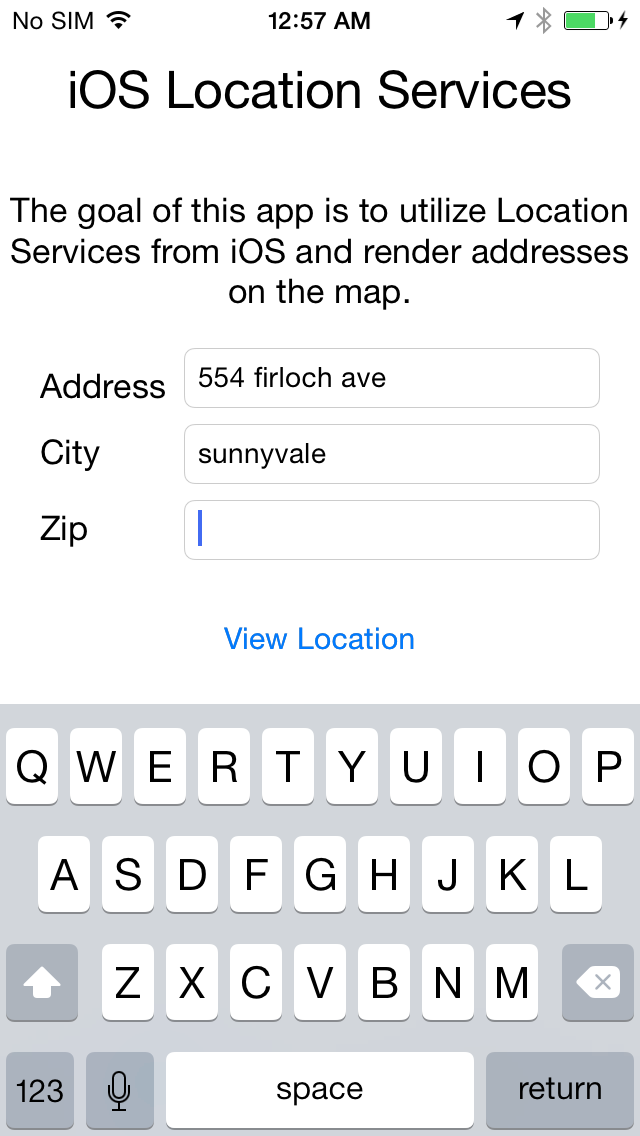 No SIM 12:57 AM
iOS Location Services
The goal of this app is to utilize Location
Services from iOS and render addresses
on the map.
Address 554 firloch ave
City sunnyvale
Zip
View Location
Q W E R T Y U I O P
A S D F G H J K L
Z X C V B N M
123 space return